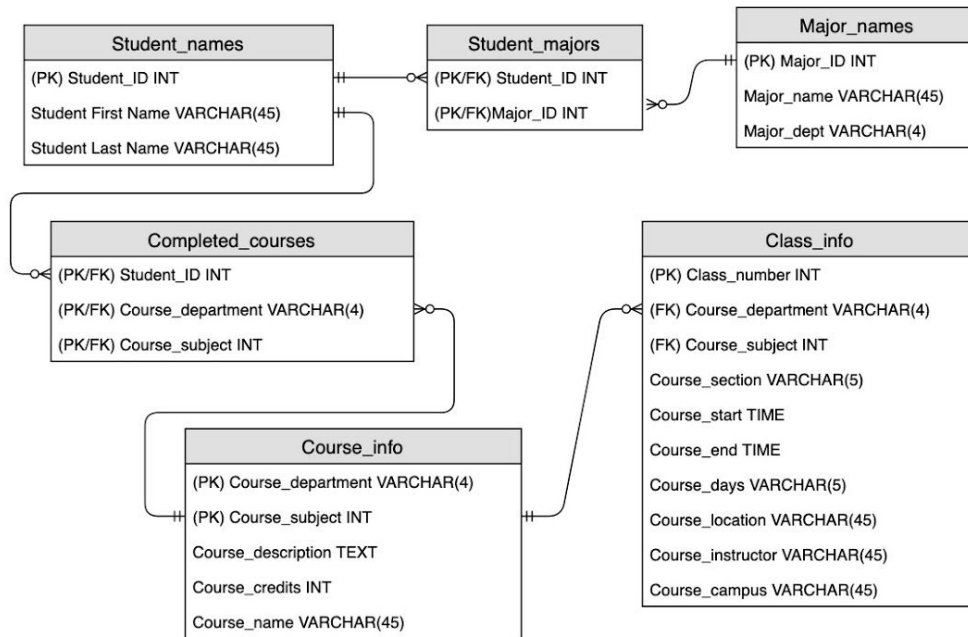 Student_names
(PK) Student_ID INT
Student First Name VARCHAR(45)
Student Last Name VARCHAR(45)
Student_majors
(PK/FK) Student_ID INT
(PK/FK)Major_ID INT
Major_names
(PK) Major_ID INT
Major_name VARCHAR(45)
Major_dept VARCHAR(4)
Completed_courses
(PK/FK) Student_ID INT
(PK/FK) Course_department VARCHAR(4)
(PK/FK) Course_subject INT
Class_info
(PK) Class_number INT
(FK) Course_department VARCHAR(4)
(FK) Course_subject INT
Course_section VARCHAR(5)
Course_start TIME
Course_end TIME
Course_days VARCHAR(5)
Course_location VARCHAR(45)
Course_instructor VARCHAR(45)
Course_campus VARCHAR(45)
Course_info
(PK) Course_department VARCHAR(4)
(PK) Course_subject INT
Course_description TEXT
Course_credits INT
Course_name VARCHAR(45)